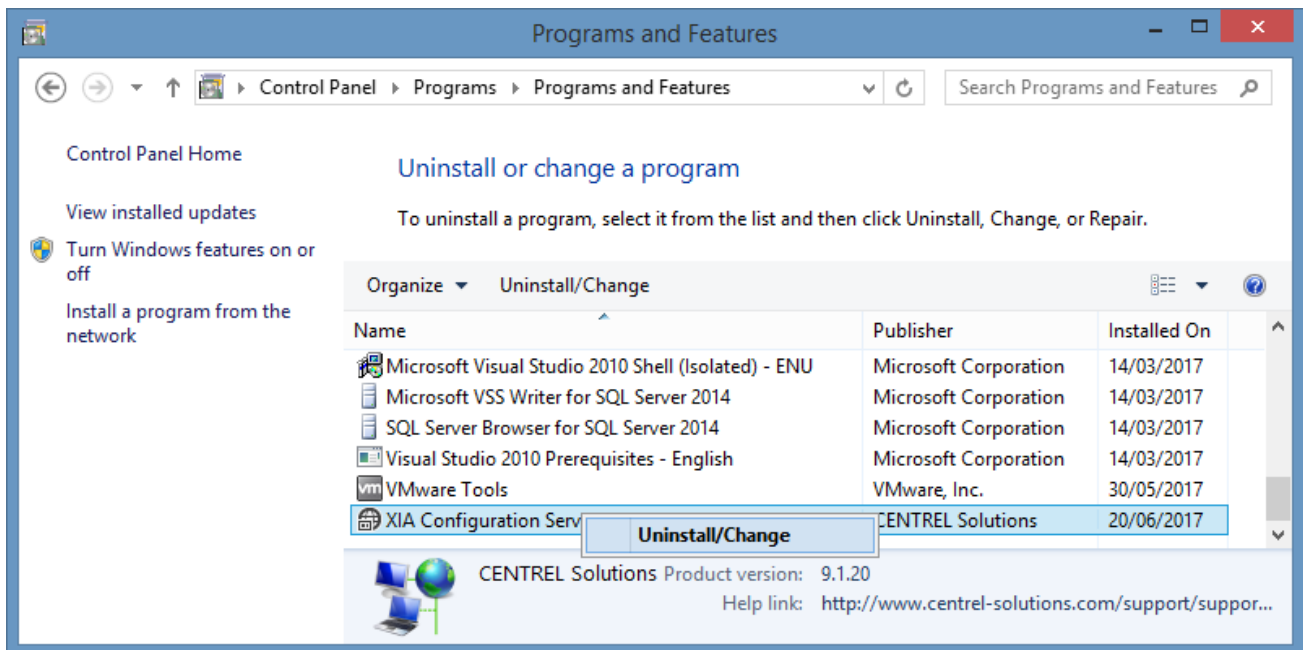 Programs and Features
Control Panel Programs Programs and Features
Search Programs and Features
Control Panel Home
View installed updates
Turn Windows features on or
off
Install a program from the
network
Uninstall or change a program
To uninstall a program, select it from the list and then click Uninstall, Change, or Repair.
Organize Uninstall/Change
Name Publisher Installed On
Microsoft Visual Studio 2010 Shell (Isolated) - ENU Microsoft Corporation 14/03/2017
Microsoft VSS Writer for SQL Server 2014 Microsoft Corporation 14/03/2017
SQL Server Browser for SQL Server 2014 Microsoft Corporation 14/03/2017
Visual Studio 2010 Prerequisites - English Microsoft Corporation 14/03/2017
vm VMware Tools VMware, Inc. 30/05/2017
XIA Configuration Serv CENTREL Solutions 20/06/2017
Uninstall/Change
CENTREL Solutions Product version: 9.1.20
Help link: http://www.centrel-solutions.com/support/suppor...